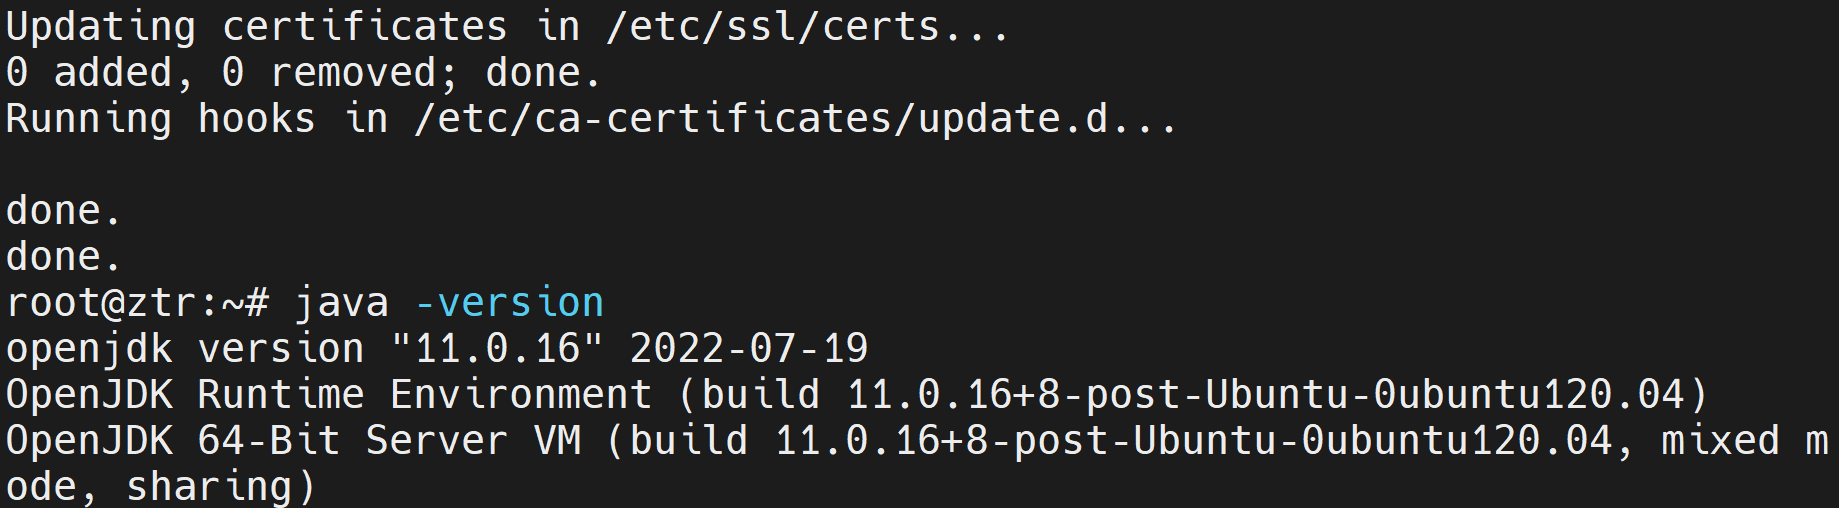 Updating certificates in /etc/ssl/certs...
0 added, 0 removed; done.
Running hooks in /etc/ca-certificates/update.d...
done.
done.
root@ztr:~# java -version
openjdk version "11.0.16" 2022-07-19
OpenJDK Runtime Environment (build 11.0.16+8-post-Ubuntu-0ubuntu120.04)
OpenJDK 64-Bit Server VM (build 11.0.16+8-post-Ubuntu-0ubuntu120.04, mixed m
ode, sharing)